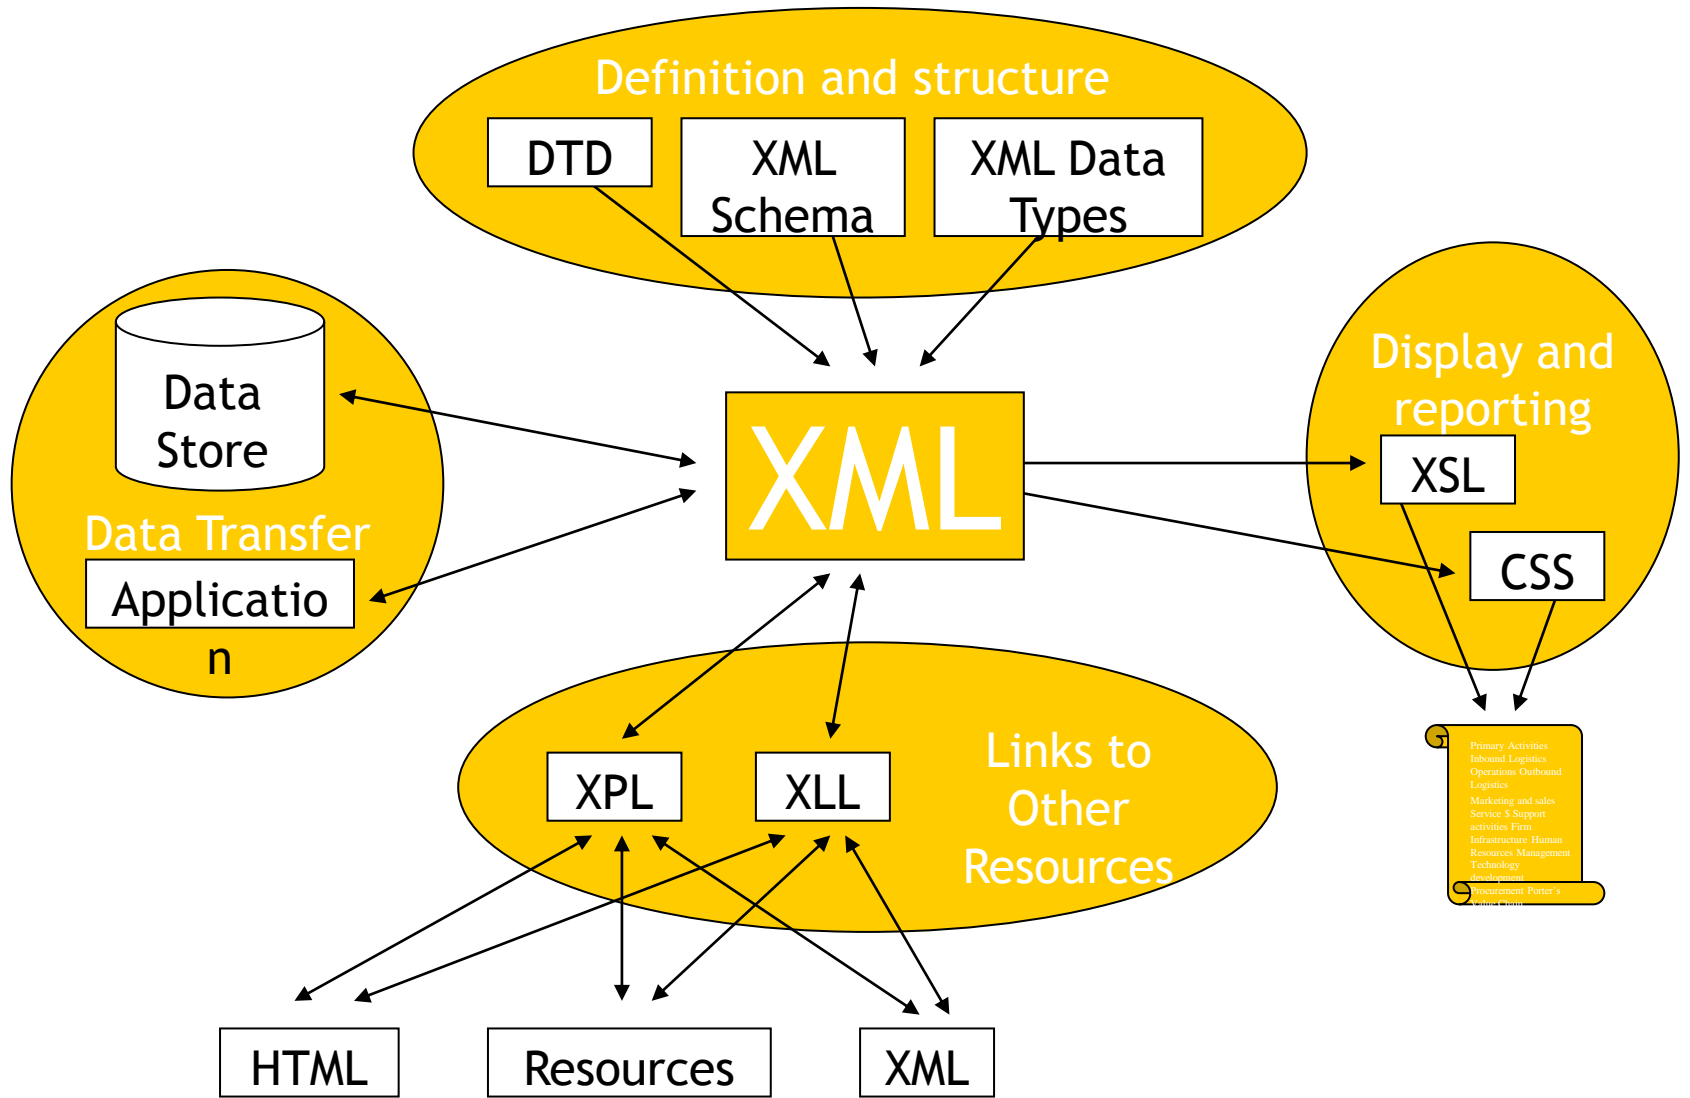 Definition and structure
DTD
XML
Schema
XML Data
Types
Data
Store
Data Transfer
Applicatio
n
XML
Display and
reporting
XSL
CSS
Links to
Other
Resources
XPL
XLL
HTML
Resources
XML
Primary Activities
Inbound Logistics
Operations Outbound
Logistics
Marketing and sales
Service $ Support
activities Firm
Infrastructure Human
Resources Management
Technology
development
Procurement Porter´s
Value Chain